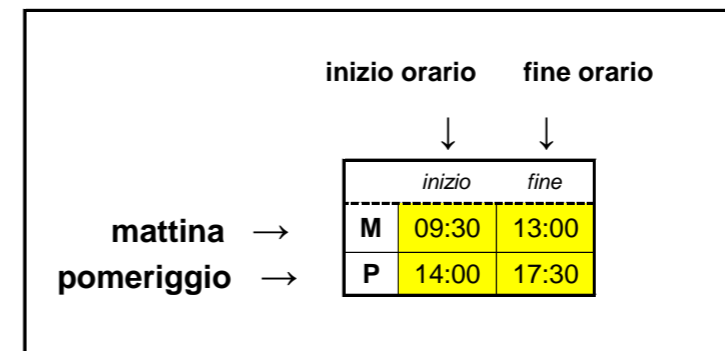 inizio orario fine orario
↓ ↓
inizio fine
mattina → M 09:30 13:00
pomeriggio → P 14:00 17:30